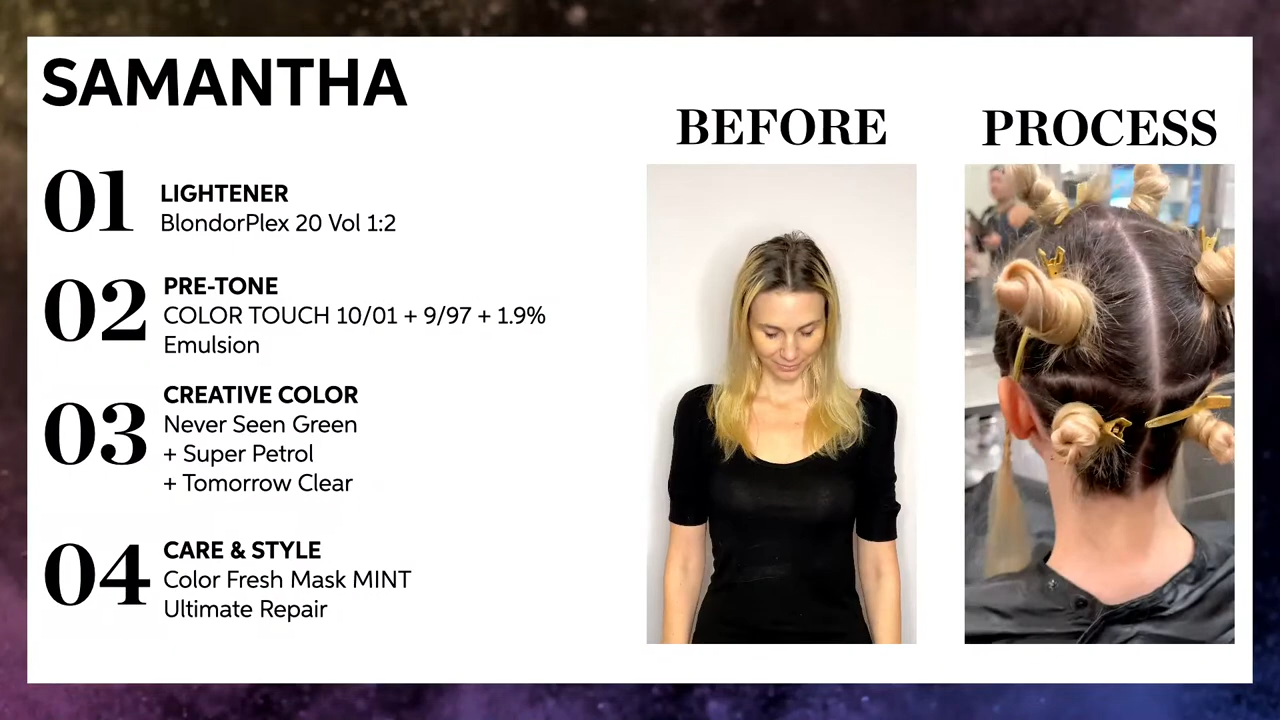 SAMANTHA
BEFORE
PROCESS
01
LIGHTENER
BlondorPlex 20 Vol 1:2
02
PRE-TONE
COLOR TOUCH 10/01 + 9/97 + 1.9%
Emulsion
03
CREATIVE COLOR
Never Seen Green
+ Super Petrol
+ Tomorrow Clear
04
CARE & STYLE
Color Fresh Mask MINT
Ultimate Repair